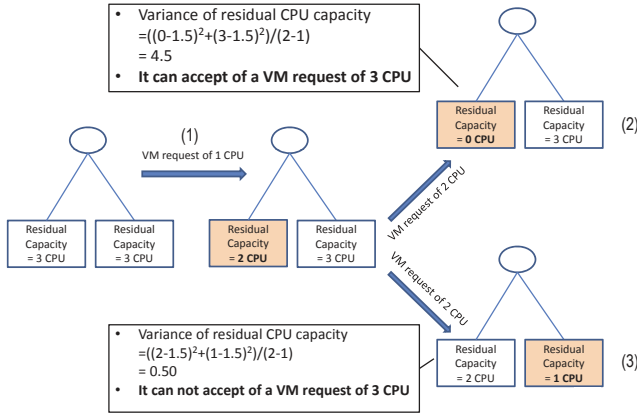 • Variance of residual CPU capacity
=((0-1.5)²+(3-1.5)²)/(2-1)
= 4.5
• It can accept of a VM request of 3 CPU
(1)
VM request of 1 CPU
Residual
Capacity
= 3 CPU
Residual
Capacity
= 3 CPU
Residual
Capacity
= 2 CPU
Residual
Capacity
= 3 CPU
VM request of 2 CPU
Residual
Capacity
= 0 CPU
Residual
Capacity
= 3 CPU
(2)
VM request of 2 CPU
Residual
Capacity
= 2 CPU
Residual
Capacity
= 1 CPU
(3)
• Variance of residual CPU capacity
=((2-1.5)²+(1-1.5)²)/(2-1)
= 0.50
• It can not accept of a VM request of 3 CPU